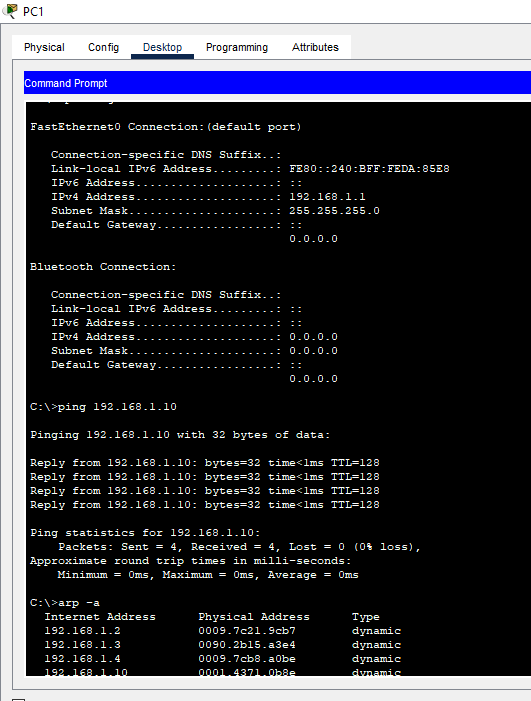 PC1
Physical Config Desktop Programming Attributes
Command Prompt
FastEthernet0 Connection:(default port)
Connection-specific DNS Suffix..:
Link-local IPv6 Address.........: FE80::240:BFF:FEDA:85E8
IPv6 Address....................: ::
IPv4 Address....................: 192.168.1.1
Subnet Mask.....................: 255.255.255.0
Default Gateway.................: ::
0.0.0.0
Bluetooth Connection:
Connection-specific DNS Suffix..:
Link-local IPv6 Address.........: ::
IPv6 Address....................: ::
IPv4 Address....................: 0.0.0.0
Subnet Mask.....................: 0.0.0.0
Default Gateway.................: ::
0.0.0.0
C:\>ping 192.168.1.10
Pinging 192.168.1.10 with 32 bytes of data:
Reply from 192.168.1.10: bytes=32 time<1ms TTL=128
Reply from 192.168.1.10: bytes=32 time<1ms TTL=128
Reply from 192.168.1.10: bytes=32 time<1ms TTL=128
Reply from 192.168.1.10: bytes=32 time<1ms TTL=128
Ping statistics for 192.168.1.10:
Packets: Sent = 4, Received = 4, Lost = 0 (0% loss),
Approximate round trip times in milli-seconds:
Minimum = 0ms, Maximum = 0ms, Average = 0ms
C:\>arp -a
Internet Address Physical Address Type
192.168.1.2 0009.7c21.9cb7 dynamic
192.168.1.3 0090.2b15.a3e4 dynamic
192.168.1.4 0009.7cb8.a0be dynamic
192.168.1.10 0001.4371.0b8e dynamic